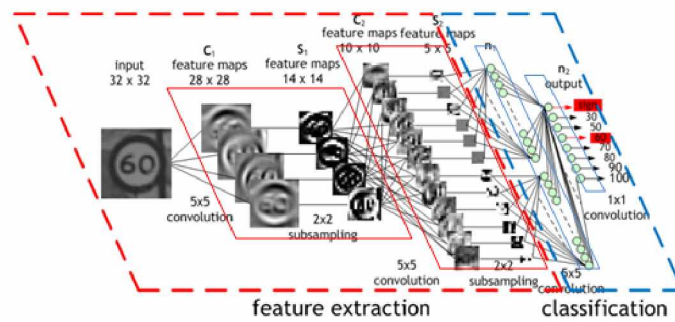 input
32 x 32
C1
feature maps
28 x 28
S1
feature maps
14 x 14
C2
feature maps
10 x 10
S2
feature maps
5 x 5
n1
n2
output
60
sign
30
50
60
70
80
90
100
5x5
convolution
2x2
subsampling
5x5
convolution
2x2
subsampling
5x5
convolution
1x1
convolution
feature extraction
classification